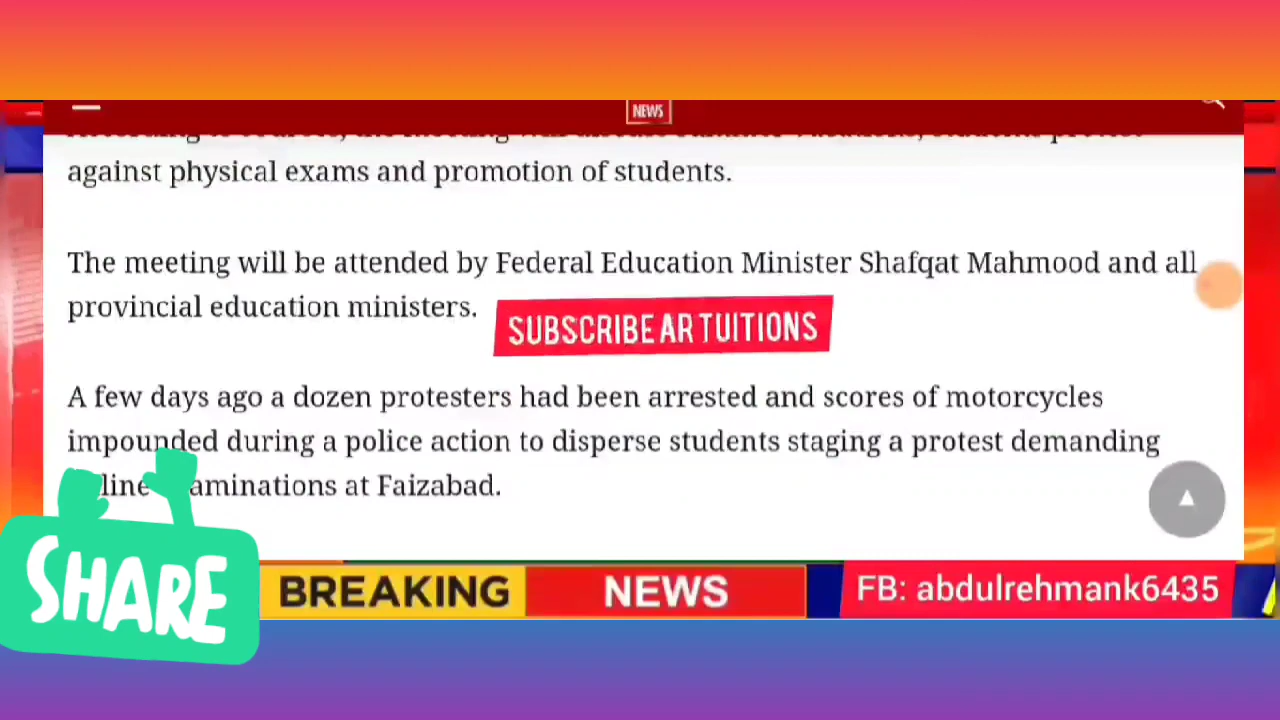 NEWS
against physical exams and promotion of students.
The meeting will be attended by Federal Education Minister Shafqat Mahmood and all
provincial education ministers.
SUBSCRIBE AR TUITIONS
A few days ago a dozen protesters had been arrested and scores of motorcycles
impounded during a police action to disperse students staging a protest demanding
at Faizabad.
SHARE
BREAKING NEWS
FB: abdulrehmank6435